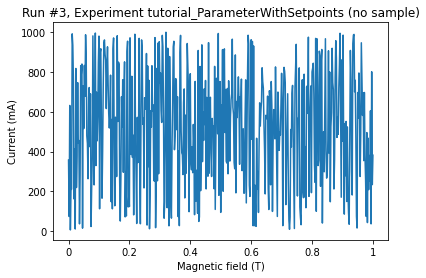 Run #3, Experiment tutorial_ParameterWithSetpoints (no sample)
1000
800
600
400
200
0
Current (mA)
0 0.2 0.4 0.6 0.8 1
Magnetic field (T)